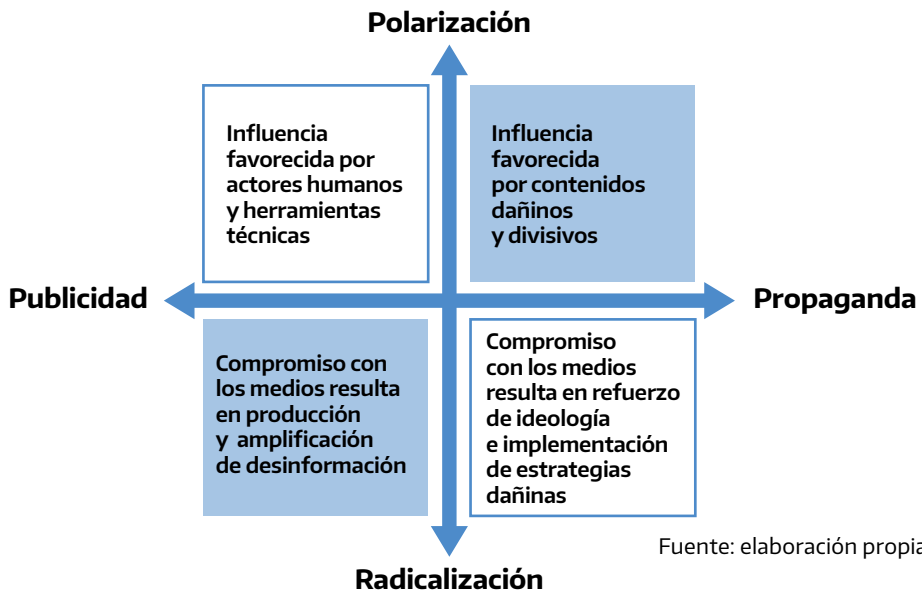 Polarización
Influencia
favorecida por
actores humanos
y herramientas
técnicas
Influencia
favorecida
por contenidos
dañinos
y divisivos
Publicidad
Propaganda
Compromiso con
los medios resulta
en producción
y amplificación
de desinformación
Compromiso
con los medios
resulta en refuerzo
de ideología
e implementación
de estrategias
dañinas
Fuente: elaboración propia
Radicalización